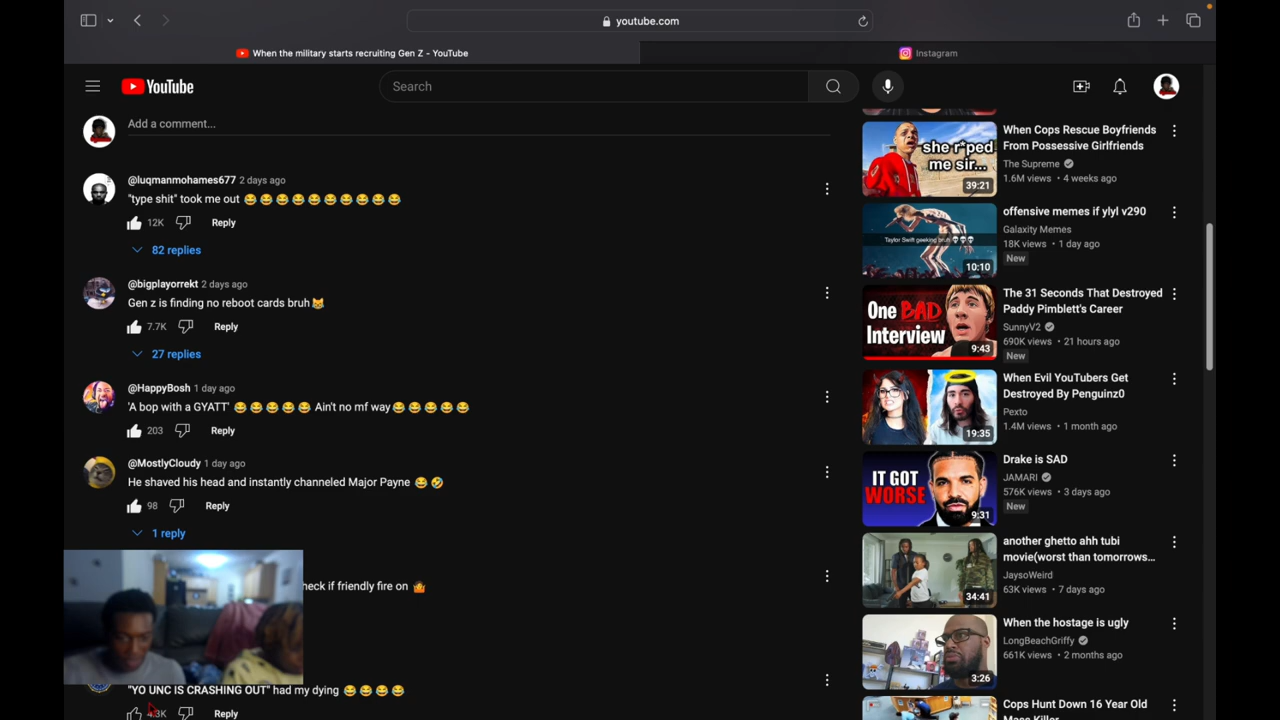 youtube.com
When the military starts recruiting Gen Z - YouTube
Instagram
YouTube
Search
Add a comment...
@luqmanmohames677 2 days ago
"type shit" took me out 😂😂😂😂😂😂😂😂😂😂
12K Reply
82 replies
@bigplayorrekt 2 days ago
Gen z is finding no reboot cards bruh😹
7.7K Reply
27 replies
@HappyBosh 1 day ago
'A bop with a GYATT' 😂😂😂😂😂 Ain't no mf way😂😂😂😂😂
203 Reply
@MostlyCloudy 1 day ago
He shaved his head and instantly channeled Major Payne 😂🤣
98 Reply
1 reply
heck if friendly fire on 🤷
"YO UNC IS CRASHING OUT" had my dying 😂😂😂😂
4.3K Reply
she r*ped
me sir...
39:21
When Cops Rescue Boyfriends
From Possessive Girlfriends
The Supreme
1.6M views • 4 weeks ago
Taylor Swift geeking bruh 💀💀💀
10:10
offensive memes if ylyl v290
Galaxity Memes
18K views • 1 day ago
New
One BAD
Interview
9:43
The 31 Seconds That Destroyed
Paddy Pimblett's Career
SunnyV2
690K views • 21 hours ago
New
19:35
When Evil YouTubers Get
Destroyed By Penguinz0
Pexto
1.4M views • 1 month ago
IT GOT
WORSE
9:31
Drake is SAD
JAMARI
576K views • 3 days ago
New
34:41
another ghetto ahh tubi
movie(worst than tomorrows...
JaysoWeird
63K views • 7 days ago
3:26
When the hostage is ugly
LongBeachGriffy
661K views • 2 months ago
Cops Hunt Down 16 Year Old
Mass Killer